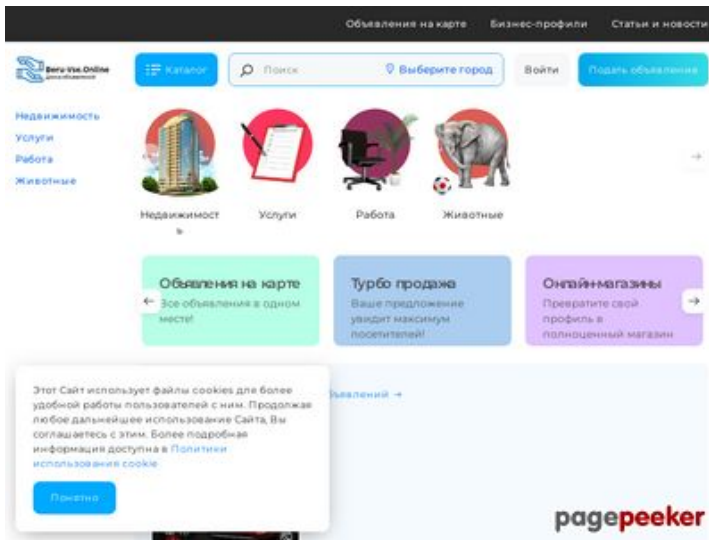 Объявления на карте Бизнес-профили Статьи и новости
Beru-Vse.Online
Доска объявлений
Каталог Поиск Выберите город Войти Подать объявление
Недвижимость
Услуги
Работа
Животные
Недвижимост
ь
Услуги
Работа
Животные
Объявления на карте
Все объявления в одном
месте!
Турбо продажа
Ваше предложение
увидит максимум
посетителей!
Онлайн-магазины
Превратите свой
профиль в
полноценный магазин
Этот Сайт использует файлы cookies для более
удобной работы пользователей с ним. Продолжая
любое дальнейшее использование Сайта, Вы
соглашаетесь с этим. Более подробная
информация доступна в Политики
использования cookie
Понятно
pagepeeker